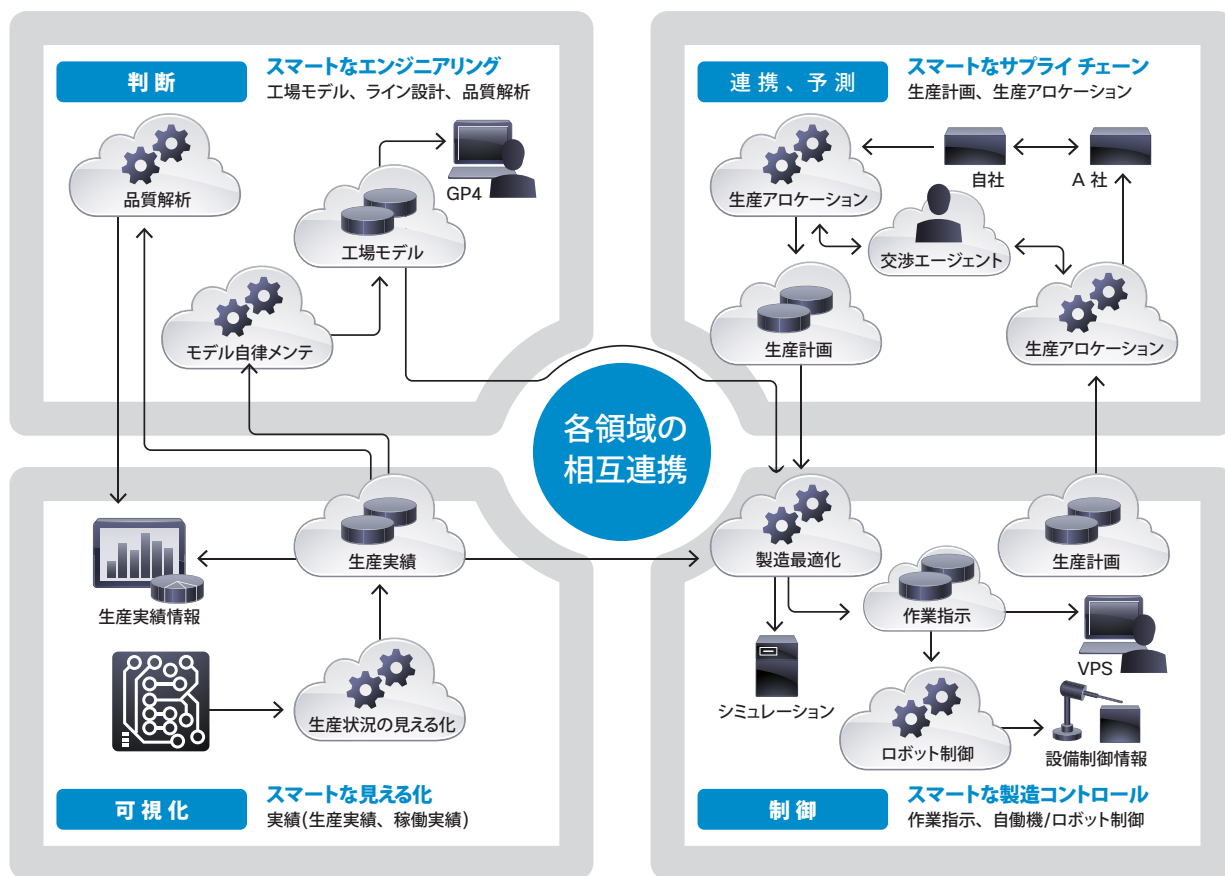 判断
スマートなエンジニアリング
工場モデル、ライン設計、品質解析
品質解析
GP4
工場モデル
モデル自律メンテ
連携、予測
スマートなサプライ チェーン
生産計画、生産アロケーション
自社
A 社
生産アロケーション
交渉エージェント
生産計画
生産アロケーション
各領域の
相互連携
生産実績
生産実績情報
生産状況の見える化
可視化
スマートな見える化
実績(生産実績、稼働実績)
製造最適化
生産計画
作業指示
VPS
シミュレーション
ロボット制御
設備制御情報
制御
スマートな製造コントロール
作業指示、自働機/ロボット制御